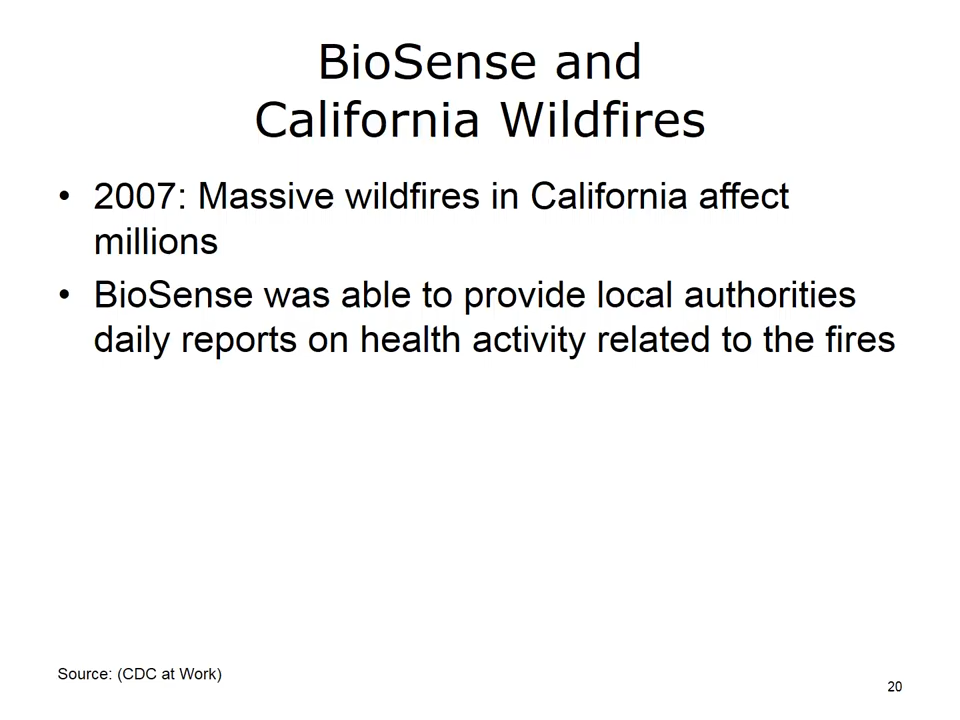 BioSense and
California Wildfires
• 2007: Massive wildfires in California affect
millions
• BioSense was able to provide local authorities
daily reports on health activity related to the fires
Source: (CDC at Work)
20